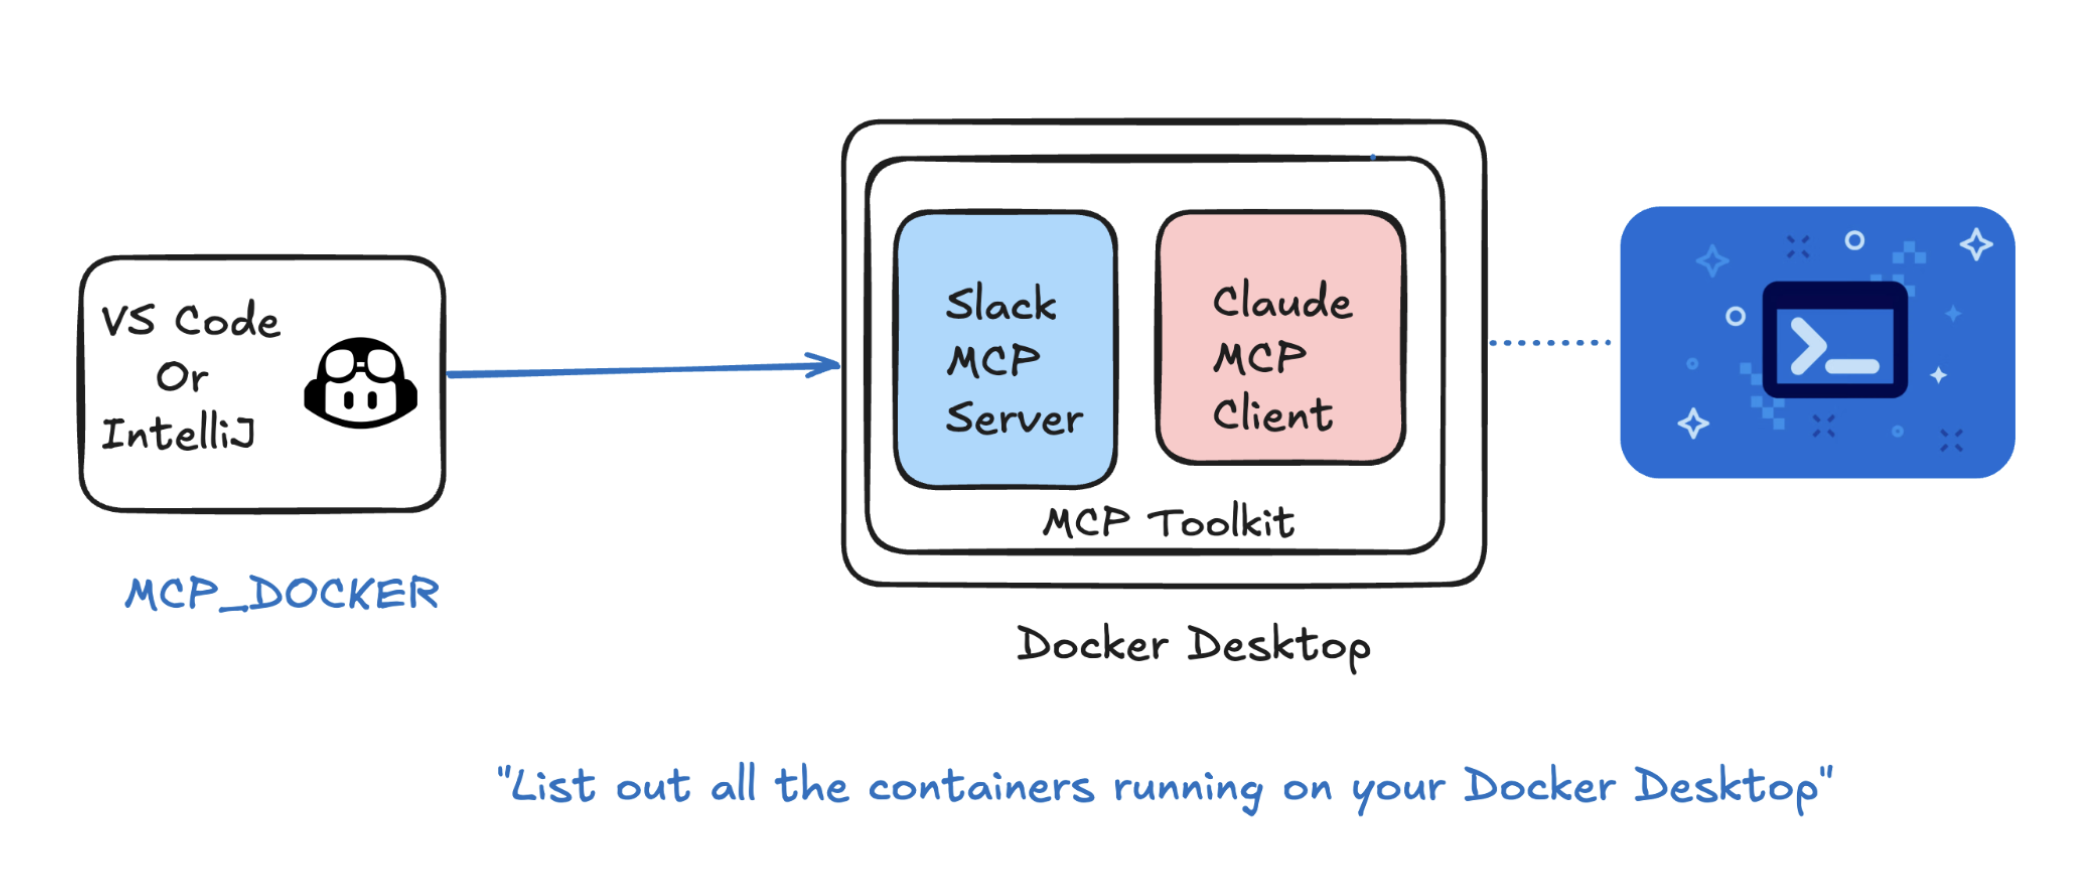 VS Code
Or
IntelliJ
MCP_DOCKER
Slack
MCP
Server
Claude
MCP
Client
MCP Toolkit
Docker Desktop
>_
"List out all the containers running on your Docker Desktop"